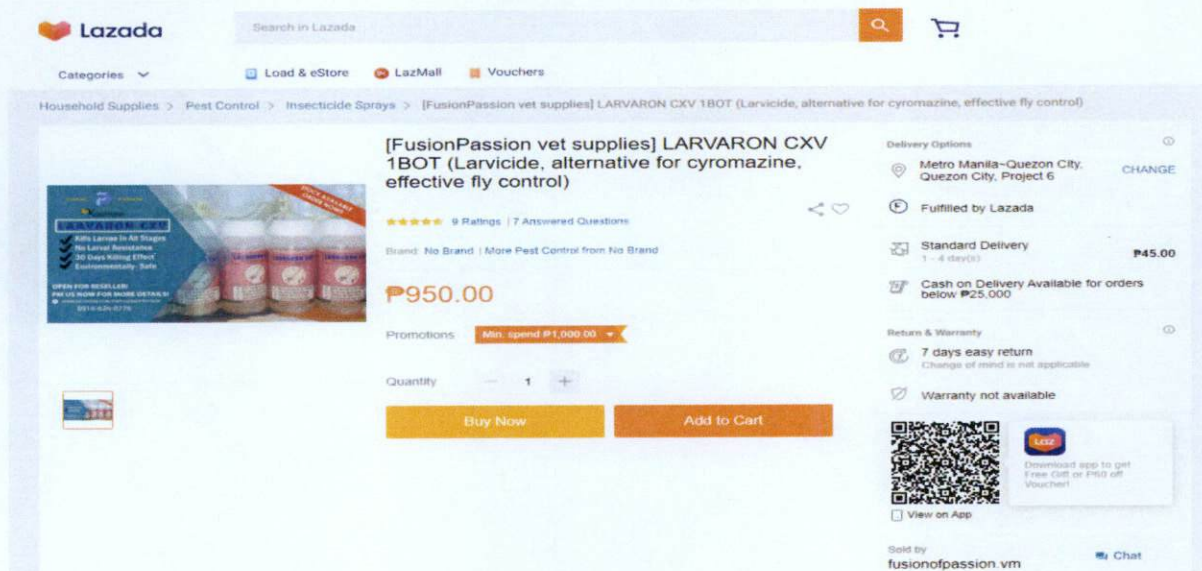 Lazada
Search in Lazada
Categories
Load & eStore
LazMall
Vouchers
Household Supplies > Pest Control > Insecticide Sprays > [FusionPassion vet supplies] LARVARON CXV 1BOT (Larvicide, alternative for cyromazine, effective fly control)
[FusionPassion vet supplies] LARVARON CXV
1BOT (Larvicide, alternative for cyromazine,
effective fly control)
9 Ratings | 7 Answered Questions
Brand: No Brand | More Pest Control from No Brand
₱950.00
Promotions
Min. spend ₱1,000.00
Quantity
1
Buy Now
Add to Cart
STOCK AVAILABLE
ORDER NOW!!
LARVARON CXV
Kills Larvae In All Stages
No Larval Resistance
30 Days Killing Effect
Environmentally Safe
OPEN FOR RESELLER!
PM US NOW FOR MORE DETAILS!
Delivery Options
Metro Manila~Quezon City,
Quezon City, Project 6
CHANGE
Fulfilled by Lazada
Standard Delivery
1 - 4 day(s)
₱45.00
Cash on Delivery Available for orders
below ₱25,000
Return & Warranty
7 days easy return
Change of mind is not applicable
Warranty not available
Laz
Download app to get
Free Gift or ₱60 off
Voucher!
View on App
Sold by
fusionofpassion.vm
Chat